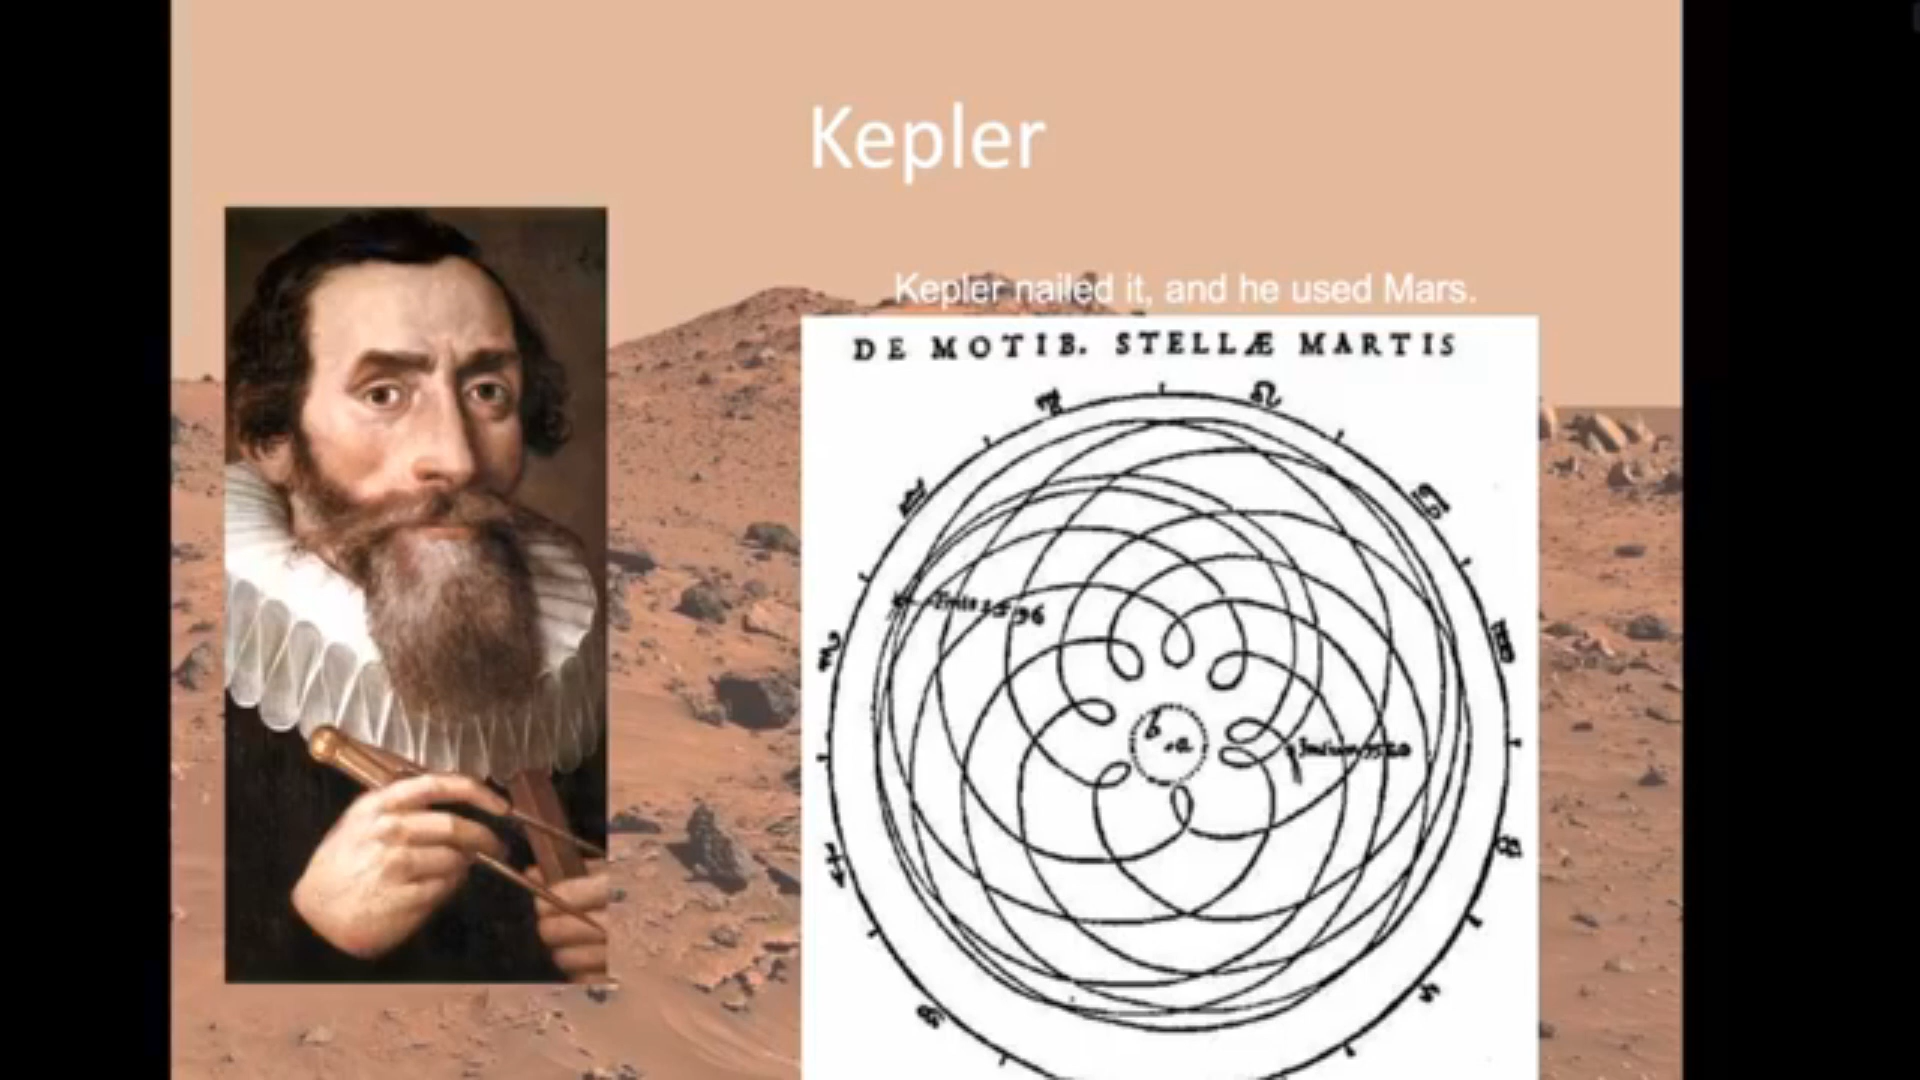 Kepler
Kepler nailed it, and he used Mars.
DE MOTIB. STELLÆ MARTIS
b
a